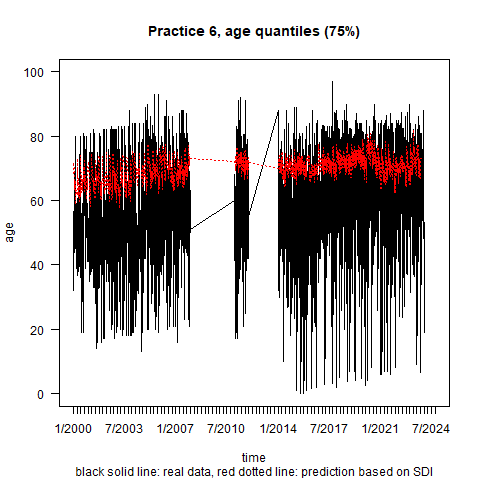 Practice 6, age quantiles (75%)
100
80
60
40
20
0
age
1/2000 7/2003 1/2007 7/2010 1/2014 7/2017 1/2021 7/2024
time
black solid line: real data, red dotted line: prediction based on SDI